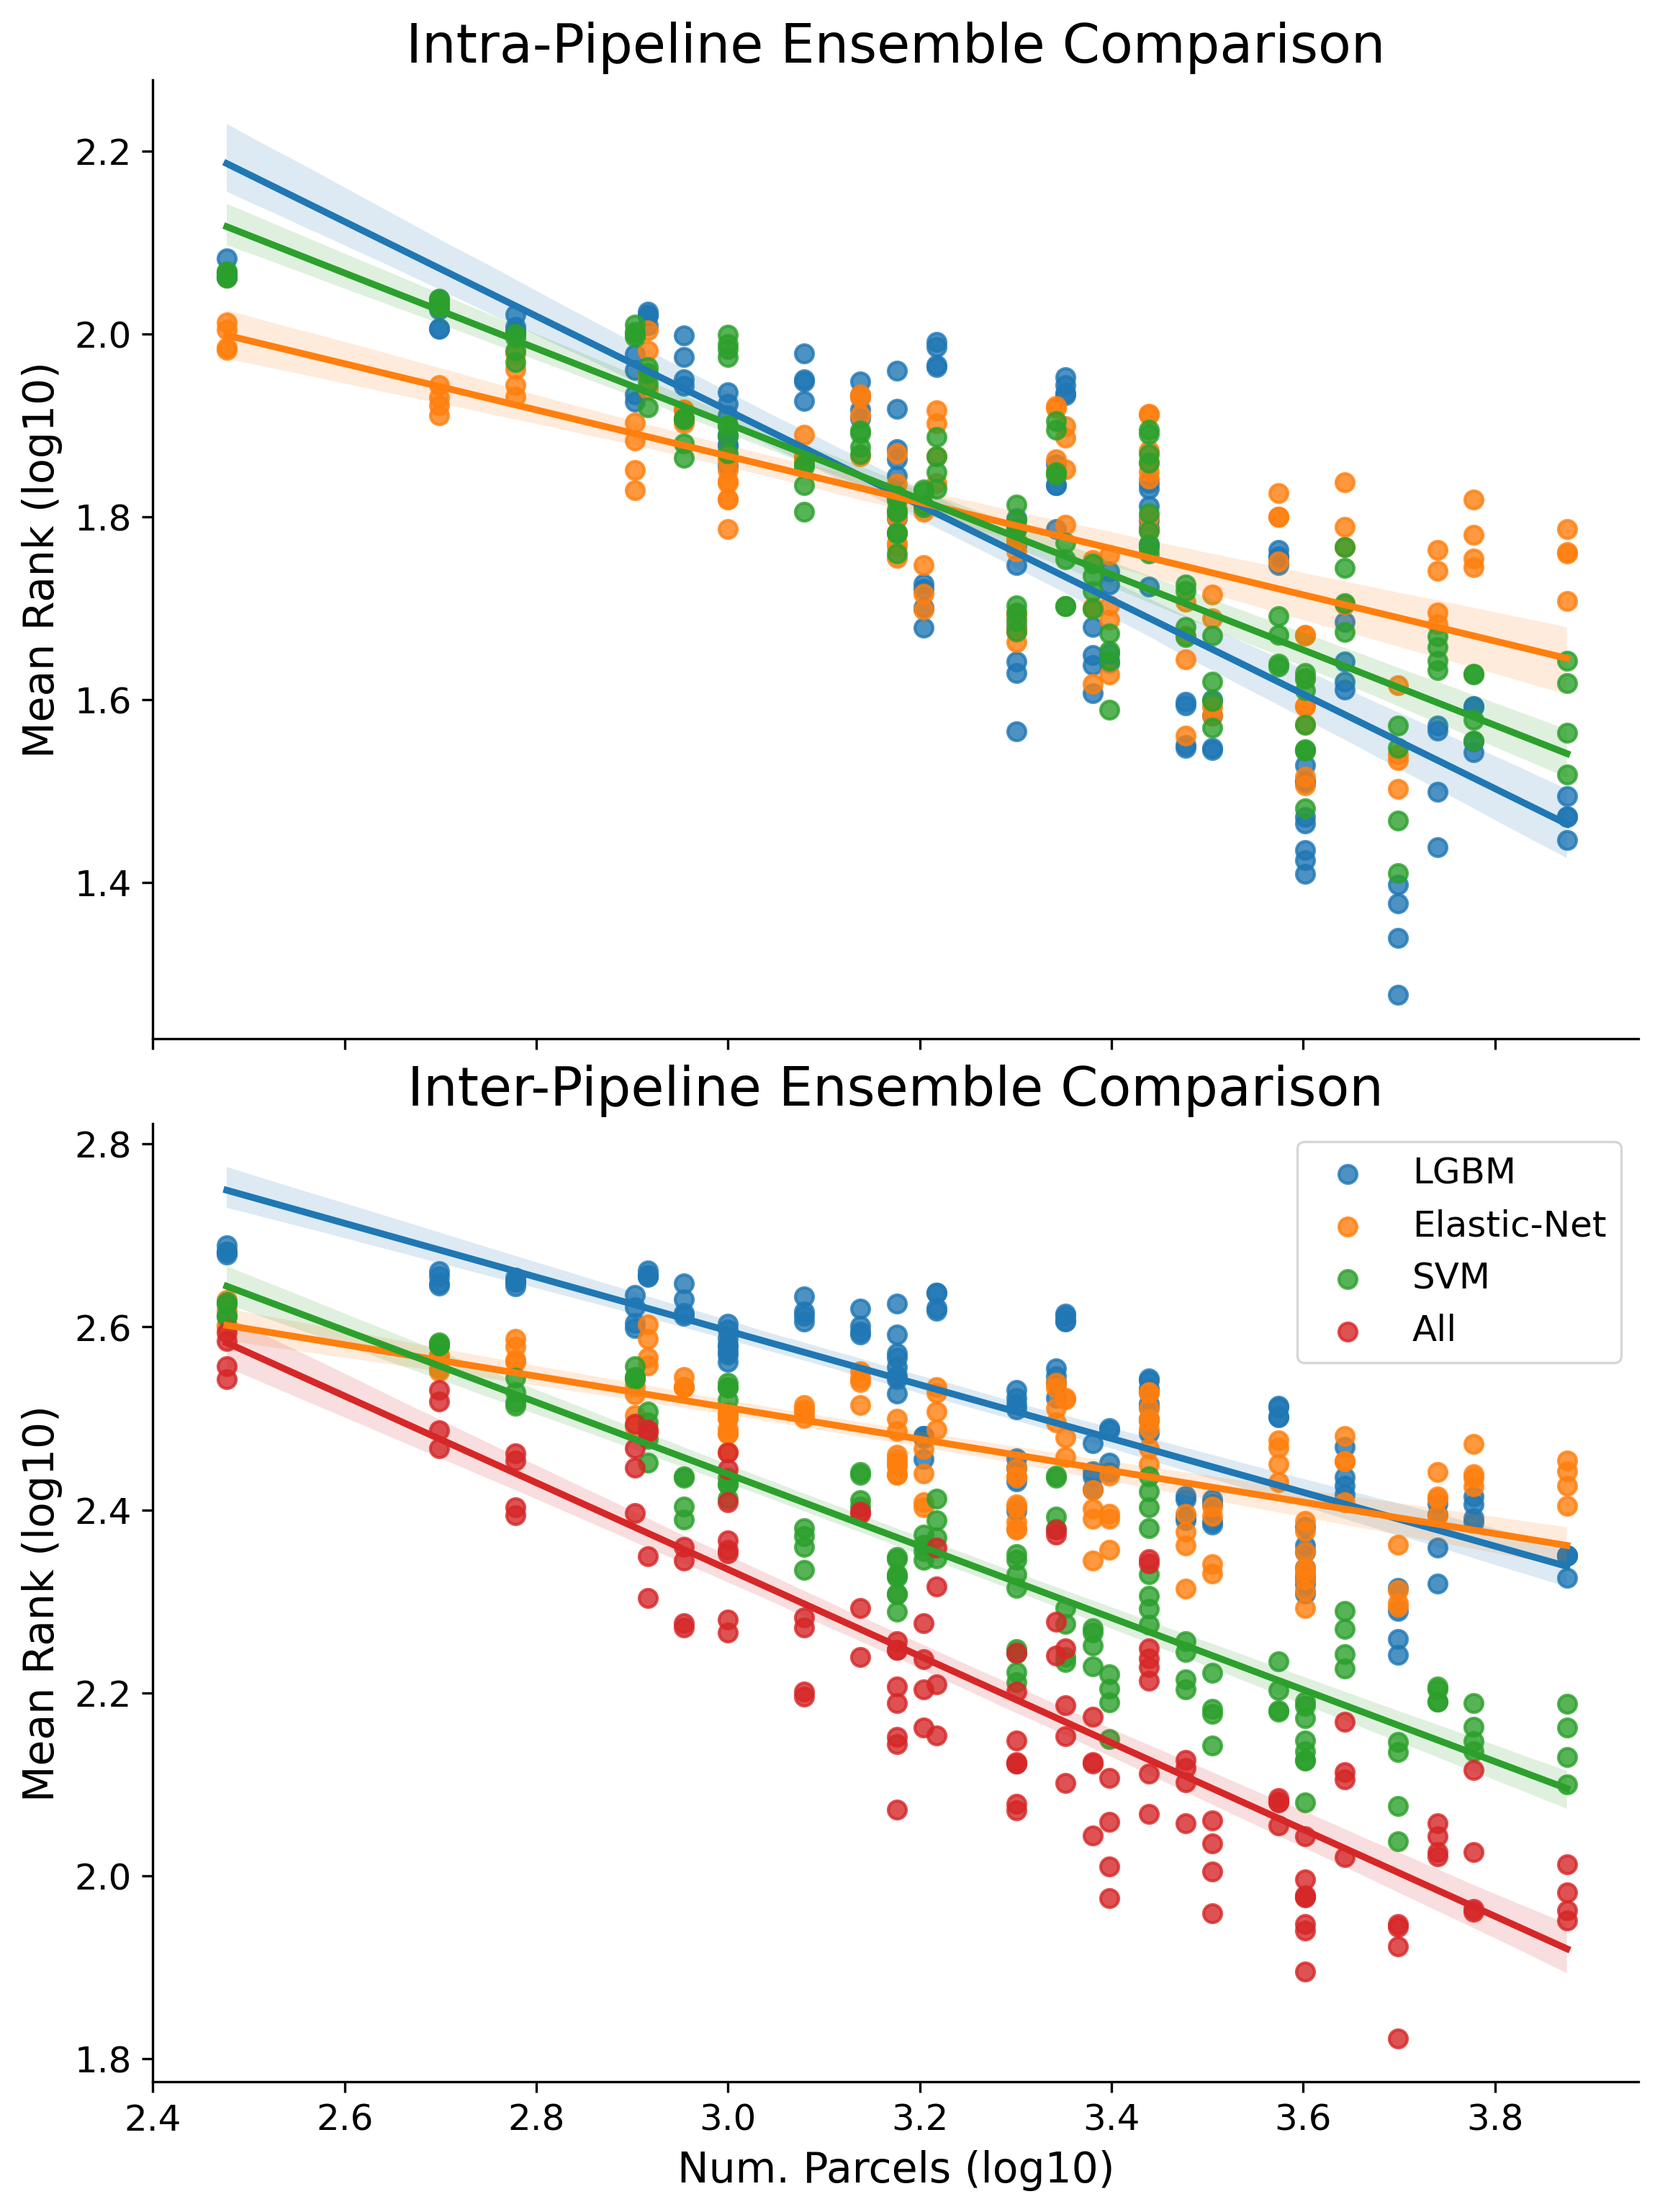 Intra-Pipeline Ensemble Comparison
2.2
2.0
1.8
1.6
1.4
Mean Rank (log10)
Inter-Pipeline Ensemble Comparison
2.8
2.6
2.4
2.2
2.0
1.8
Mean Rank (log10)
LGBM
Elastic-Net
SVM
All
2.4 2.6 2.8 3.0 3.2 3.4 3.6 3.8
Num. Parcels (log10)